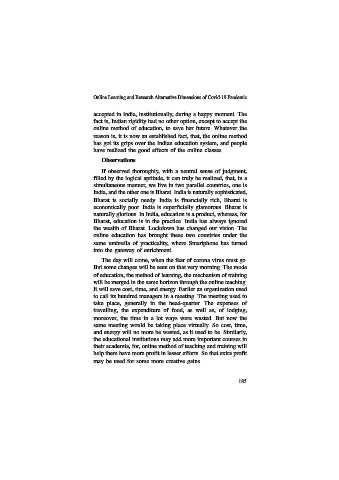 Online Learning and Research Alternative Dimensions of Covid-19 Pandemic
accepted in India, institutionally, during a happy moment. The
fact is, Indian rigidity had no other option, except to accept the
online method of education, to save her future. Whatever the
reason is, it is now an established fact, that, the online method
has got its grips over the Indian education system, and people
have realised the good effects of the online classes.
Observations
If observed thoroughly, with a neutral sense of judgment,
filled by the logical aptitude, it can truly be realised, that, in a
simultaneous manner, we live in two parallel countries, one is
India, and the other one is Bharat. India is naturally sophisticated,
Bharat is socially needy. India is financially rich, Bharat is
economically poor. India is superficially glamorous. Bharat is
naturally glorious. In India, education is a product, whereas, for
Bharat, education is in the practice. India has always ignored
the wealth of Bharat. Lockdown has changed our vision. The
online education has brought these two countries under the
same umbrella of practicality, where Smartphone has turned
into the gateway of enrichment.
The day will come, when the fear of corona virus must go.
But some changes will be seen on that very morning. The mode
of education, the method of learning, the mechanism of training
will be merged in the same horizon through the online teaching.
It will save cost, time, and energy. Earlier an organisation used
to call its hundred managers in a meeting. The meeting used to
take place, generally in the head-quarter. The expenses of
travelling, the expenditure of food, as well as, of lodging,
moreover, the time in a lot ways were wasted. But now the
same meeting would be taking place virtually. So cost, time,
and energy will no more be wasted, as it used to be. Similarly,
the educational institutions may add more important courses in
their academia, for, online method of teaching and training will
help them have more profit in lesser efforts. So that extra profit
may be used for some more creative gains.
185